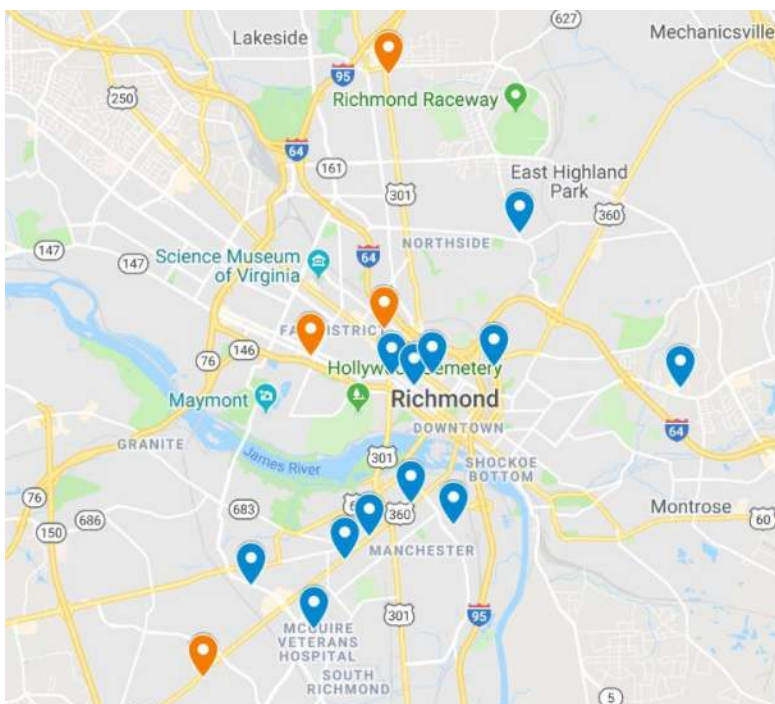 627
Lakeside
Mechanicsville
95
250
Richmond Raceway
64
161
East Highland
Park
301
360
147
NORTHSIDE
147
Science Museum
of Virginia
64
76
146
Hollyw
emetery
Maymont
Richmond
DOWNTOWN
64
GRANITE
James River
301
SHOCKOE
BOTTOM
76
683
Montrose
150
686
360
60
MANCHESTER
301
95
MCGUIRE
VETERANS
HOSPITAL
SOUTH
RICHMOND
5